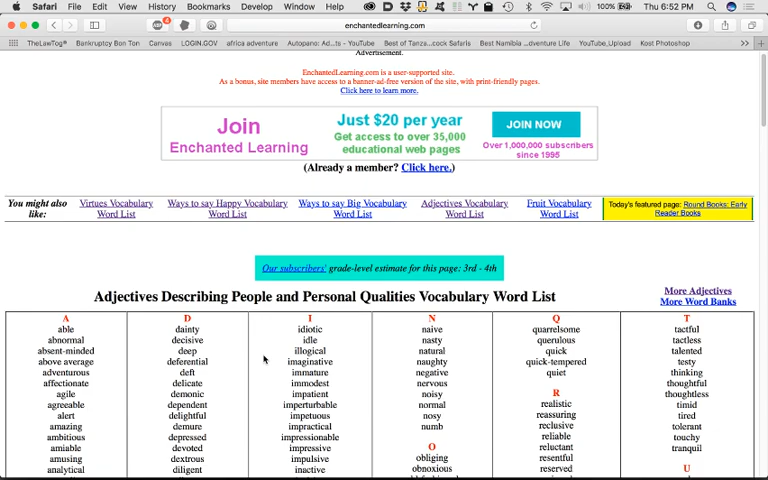 Safari File Edit View History Bookmarks Develop Window Help 100% Thu 6:52 PM
enchantedlearning.com
TheLawTog® Bankruptcy Bon Ton Canvas LOGIN.GOV africa adventure Autopano: Ad...ts - YouTube Best of Tanza...ock Safaris Best Namibia ...dventure Life YouTube_Upload Kost Photoshop
Advertisement.
EnchantedLearning.com is a user-supported site.
As a bonus, site members have access to a banner-ad-free version of the site, with print-friendly pages.
Click here to learn more.
Join Enchanted Learning
Just $20 per year
Get access to over 35,000 educational web pages
JOIN NOW
Over 1,000,000 subscribers since 1995
(Already a member? Click here.)
You might also like:
Virtues Vocabulary Word List
Ways to say Happy Vocabulary Word List
Ways to say Big Vocabulary Word List
Adjectives Vocabulary Word List
Fruit Vocabulary Word List
Today's featured page: Round Books: Early Reader Books
Our subscribers' grade-level estimate for this page: 3rd - 4th
Adjectives Describing People and Personal Qualities Vocabulary Word List
More Adjectives
More Word Banks
A
able
abnormal
absent-minded
above average
adventurous
affectionate
agile
agreeable
alert
amazing
ambitious
amiable
amusing
analytical
D
dainty
decisive
deep
deferential
deft
delicate
demonic
dependent
delightful
demure
depressed
devoted
dextrous
diligent
I
idiotic
idle
illogical
imaginative
immature
immodest
impatient
imperturbable
impetuous
impractical
impressionable
impressive
impulsive
inactive
N
naive
nasty
natural
naughty
negative
nervous
noisy
normal
nosy
numb
O
obliging
obnoxious
Q
quarrelsome
querulous
quick
quick-tempered
quiet
R
realistic
reassuring
reclusive
reliable
reluctant
resentful
reserved
T
tactful
tactless
talented
testy
thinking
thoughtful
thoughtless
timid
tired
tolerant
touchy
tranquil
U